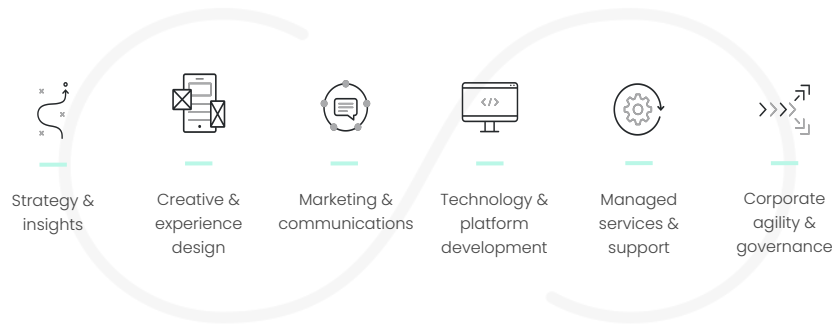 Strategy &
insights
Creative &
experience
design
Marketing &
communications
Technology &
platform
development
Managed
services &
support
Corporate
agility &
governance